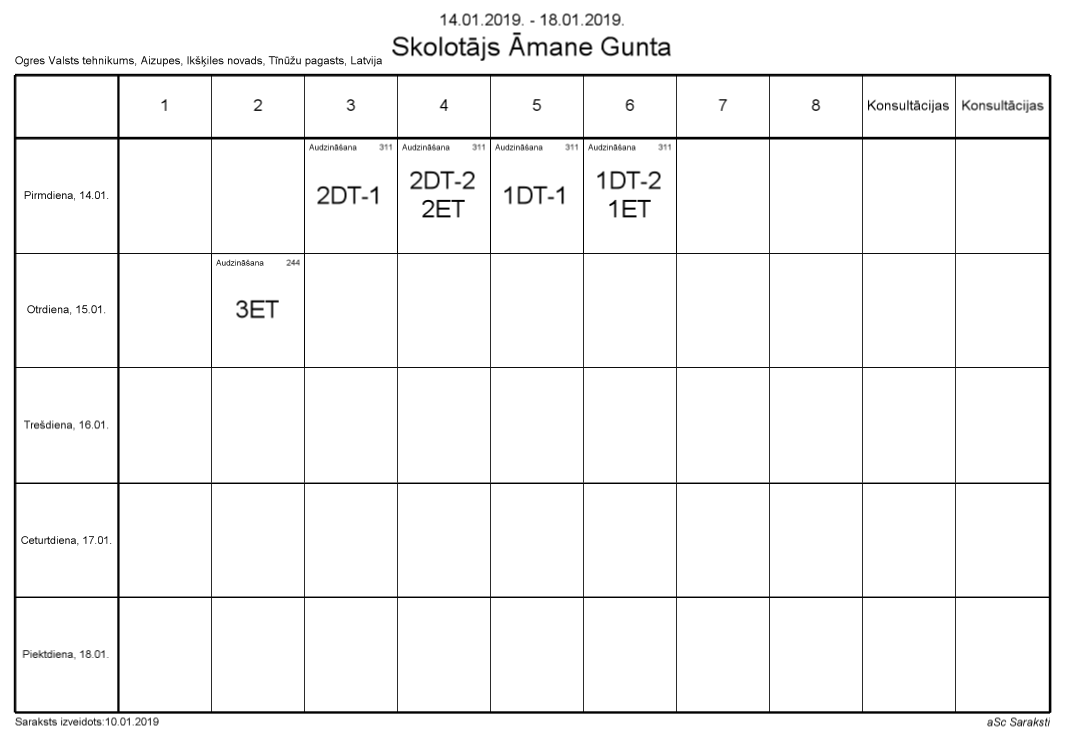 14.01.2019. - 18.01.2019.
Skolotājs Āmane Gunta
Ogres Valsts tehnikums, Aizupes, Ikšķiles novads, Tīnūžu pagasts, Latvija
1 2 3 4 5 6 7 8 Konsultācijas Konsultācijas
Audzināšana 311 Audzināšana 311 Audzināšana 311 Audzināšana 311
Pirmdiena, 14.01. 2DT-1 2DT-2 1DT-1 1DT-2
2ET 1ET
Audzināšana 244
Otrdiena, 15.01. 3ET
Trešdiena, 16.01.
Ceturtdiena, 17.01.
Piektdiena, 18.01.
Saraksts izveidots:10.01.2019 aSc Saraksti